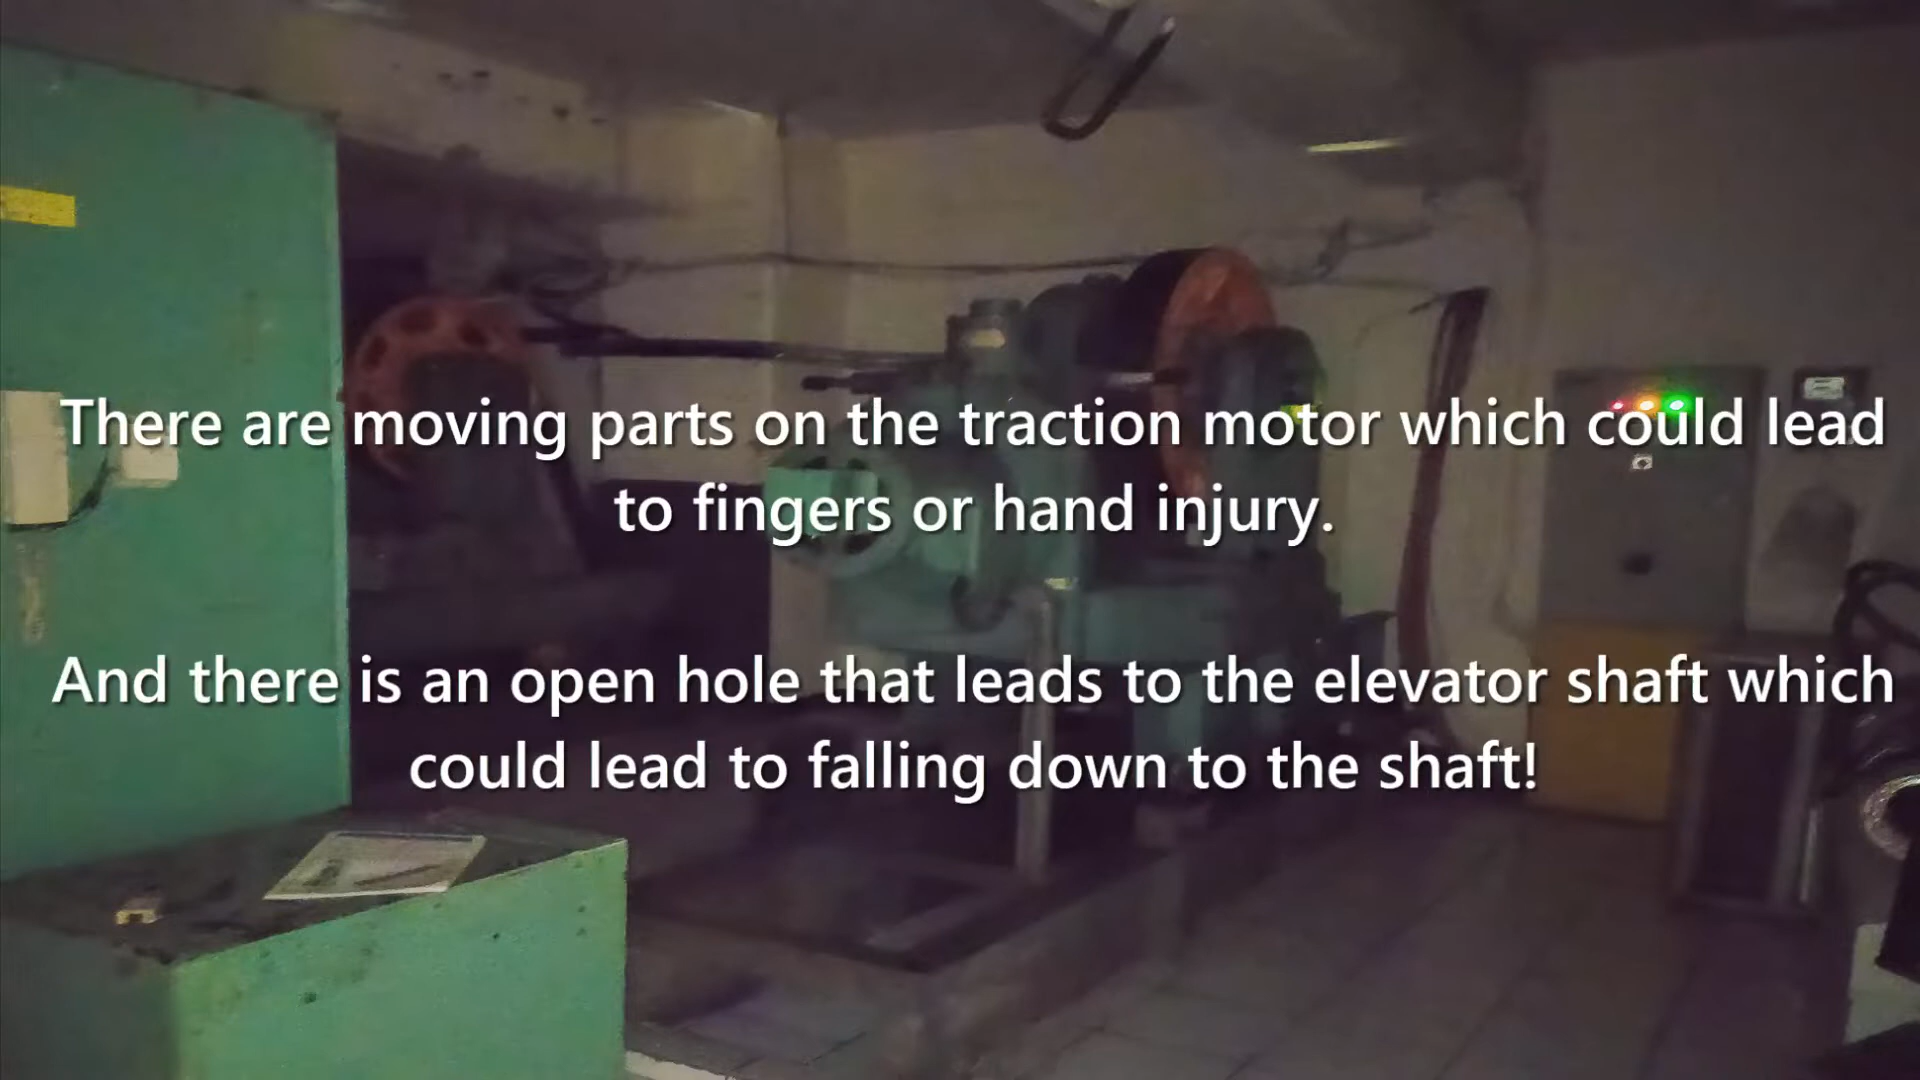 There are moving parts on the traction motor which could lead
to fingers or hand injury.
And there is an open hole that leads to the elevator shaft which
could lead to falling down to the shaft!